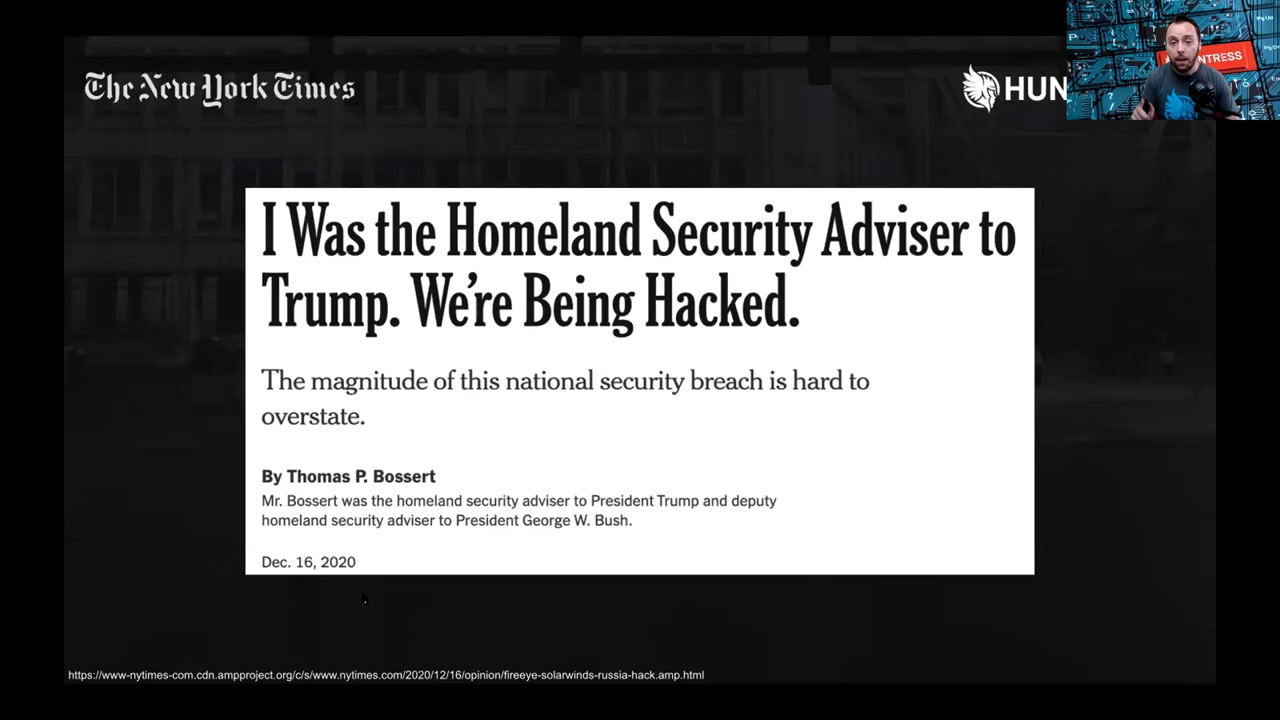 The New York Times
HUN
NTRESS
I Was the Homeland Security Adviser to
Trump. We're Being Hacked.
The magnitude of this national security breach is hard to
overstate.
By Thomas P. Bossert
Mr. Bossert was the homeland security adviser to President Trump and deputy
homeland security adviser to President George W. Bush.
Dec. 16, 2020
https://www-nytimes-com.cdn.ampproject.org/c/s/www.nytimes.com/2020/12/16/opinion/fireeye-solarwinds-russia-hack.amp.html